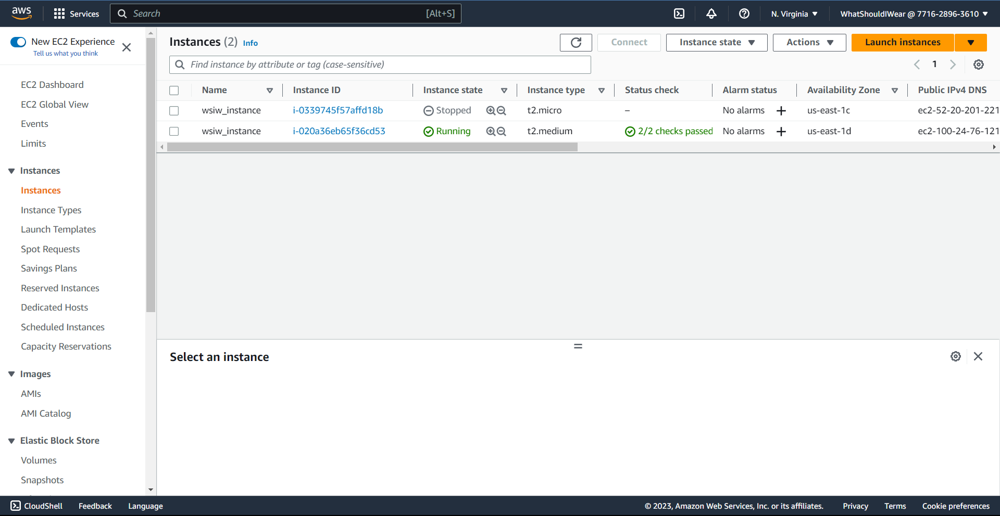 aws
Services
Search [Alt+S]
N. Virginia
WhatShouldIWear @ 7716-2896-3610
New EC2 Experience
Tell us what you think
EC2 Dashboard
EC2 Global View
Events
Limits
Instances
Instances
Instance Types
Launch Templates
Spot Requests
Savings Plans
Reserved Instances
Dedicated Hosts
Scheduled Instances
Capacity Reservations
Images
AMIs
AMI Catalog
Elastic Block Store
Volumes
Snapshots
Instances (2) Info
Connect
Instance state
Actions
Launch instances
Find instance by attribute or tag (case-sensitive)
1
Name Instance ID Instance state Instance type Status check Alarm status Availability Zone Public IPv4 DNS
wsiw_instance i-0339745f57affd18b Stopped t2.micro – No alarms us-east-1c ec2-52-20-201-221
wsiw_instance i-020a36eb65f36cd53 Running t2.medium 2/2 checks passed No alarms us-east-1d ec2-100-24-76-121
Select an instance
CloudShell Feedback Language © 2023, Amazon Web Services, Inc. or its affiliates. Privacy Terms Cookie preferences